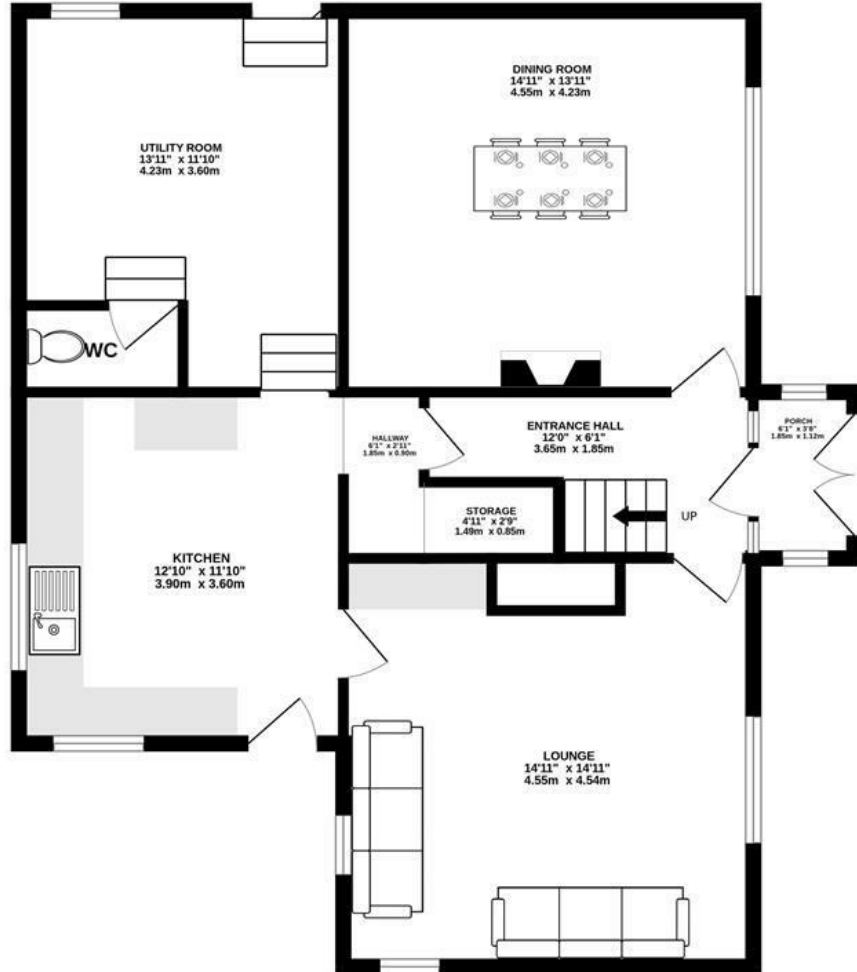 DINING ROOM
14'11" x 13'11"
4.55m x 4.23m
UTILITY ROOM
13'11" x 11'10"
4.23m x 3.60m
WC
HALLWAY
6'1" x 2'11"
1.85m x 0.90m
ENTRANCE HALL
12'0" x 6'1"
3.65m x 1.85m
PORCH
6'1" x 3'8"
1.85m x 1.12m
STORAGE
4'11" x 2'9"
1.49m x 0.85m
UP
KITCHEN
12'10" x 11'10"
3.90m x 3.60m
LOUNGE
14'11" x 14'11"
4.55m x 4.54m